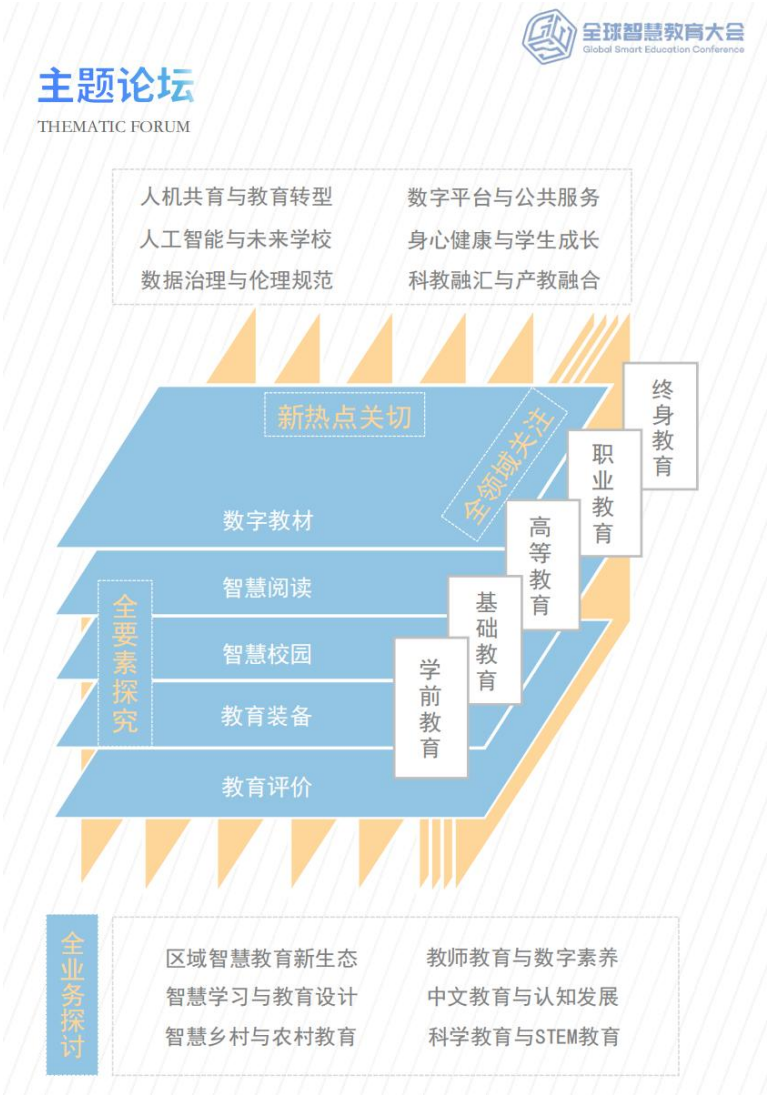 全球智慧教育大会
Global Smart Education Conference
主题论坛
THEMATIC FORUM
人机共育与教育转型
数字平台与公共服务
人工智能与未来学校
身心健康与学生成长
数据治理与伦理规范
科教融汇与产教融合
新热点关切
全领域关注
终身教育
职业教育
高等教育
基础教育
学前教育
数字教材
智慧阅读
智慧校园
教育装备
教育评价
全要素探究
全业务探讨
区域智慧教育新生态
教师教育与数字素养
智慧学习与教育设计
中文教育与认知发展
智慧乡村与农村教育
科学教育与STEM教育